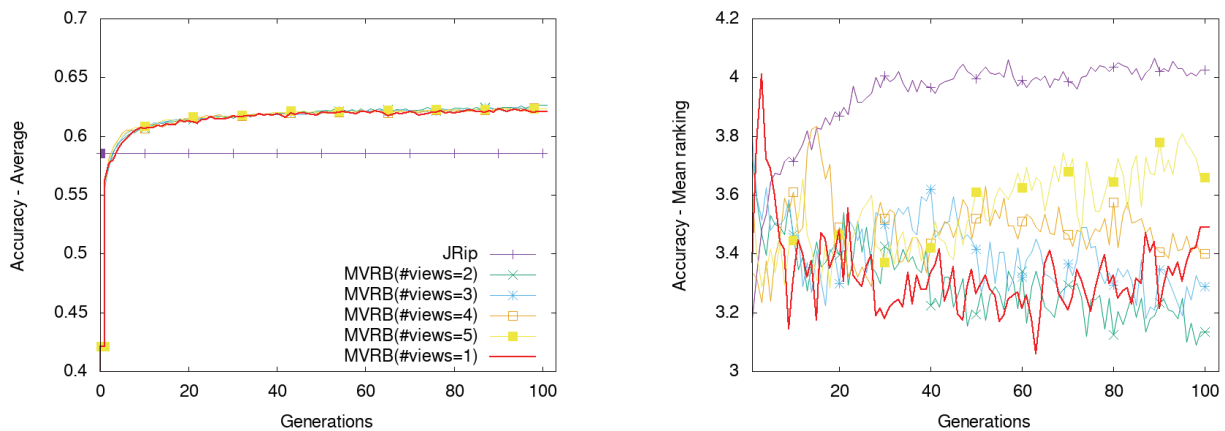 0.7
0.65
0.6
0.55
0.5
0.45
0.4
0
20
40
60
80
100
Accuracy - Average
Generations
JRip
MVRB(#views=2)
MVRB(#views=3)
MVRB(#views=4)
MVRB(#views=5)
MVRB(#views=1)
4.2
4
3.8
3.6
3.4
3.2
3
20
40
60
80
100
Accuracy - Mean ranking
Generations